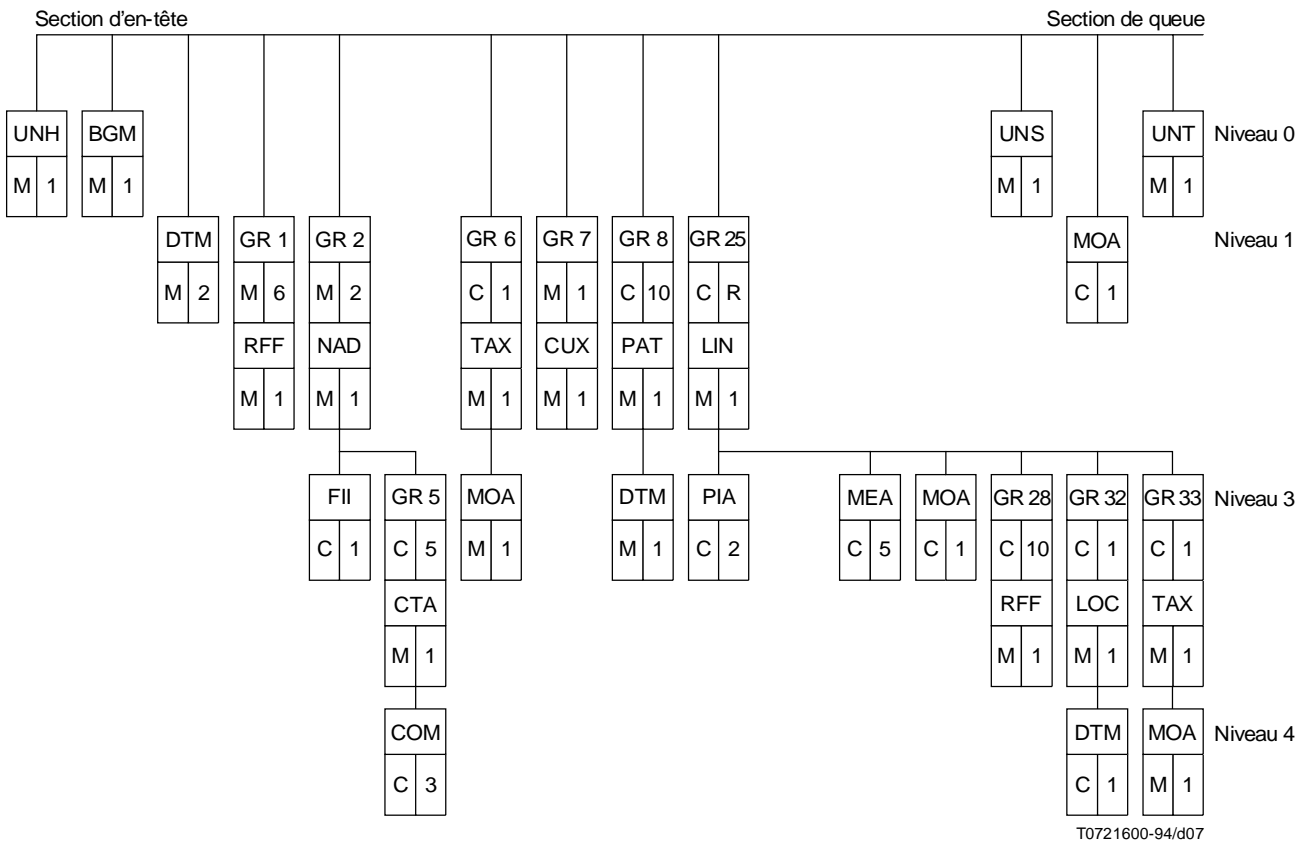 Section d'en-tête Section de queue
UNH BGM UNS UNT Niveau 0
M 1 M 1 M 1 M 1
DTM GR 1 GR 2 GR 6 GR 7 GR 8 GR 25 MOA Niveau 1
M 2 M 6 M 2 C 1 M 1 C 10 C R C 1
RFF NAD TAX CUX PAT LIN
M 1 M 1 M 1 M 1 M 1 M 1
FII GR 5 MOA DTM PIA MEA MOA GR 28 GR 32 GR 33 Niveau 3
C 1 C 5 M 1 M 1 C 2 C 5 C 1 C 10 C 1 C 1
CTA RFF LOC TAX
M 1 M 1 M 1 M 1
COM DTM MOA Niveau 4
C 3 C 1 M 1
T0721600-94/d07